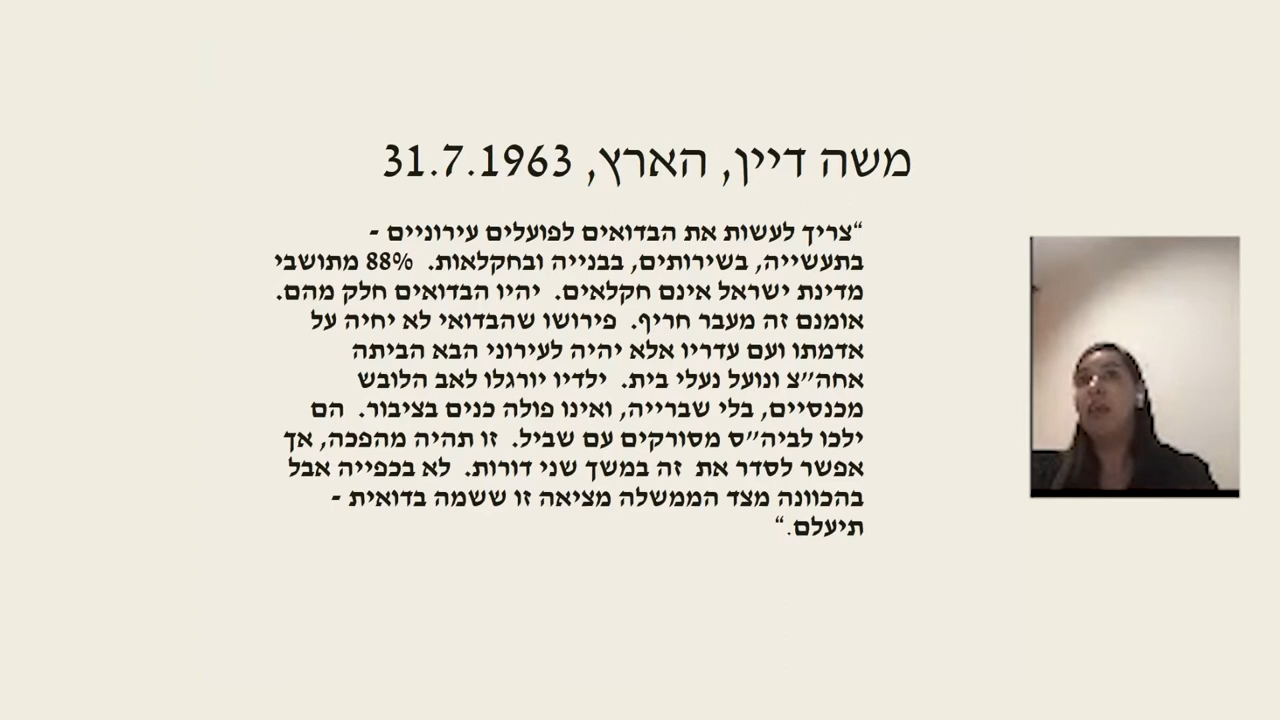 משה דיין, הארץ, 31.7.1963
“צריך לעשות את הבדואים לפועלים עירוניים -
בתעשייה, בשירותים, בבנייה ובחקלאות. 88% מתושבי
מדינת ישראל אינם חקלאים. יהיו הבדואים חלק מהם.
אומנם זה מעבר חריף. פירושו שהבדואי לא יחיה על
אדמתו ועם עדריו אלא יהיה לעירוני הבא הביתה
אחה״צ ונועל נעלי בית. ילדיו יורגלו לאב הלובש
מכנסיים, בלי שברייה, ואינו פולה כנים בציבור. הם
ילכו לביה״ס מסורקים עם שביל. זו תהיה מהפכה, אך
אפשר לסדר את זה במשך שני דורות. לא בכפייה אבל
בהכוונה מצד הממשלה מציאה זו ששמה בדואית -
תיעלם.“